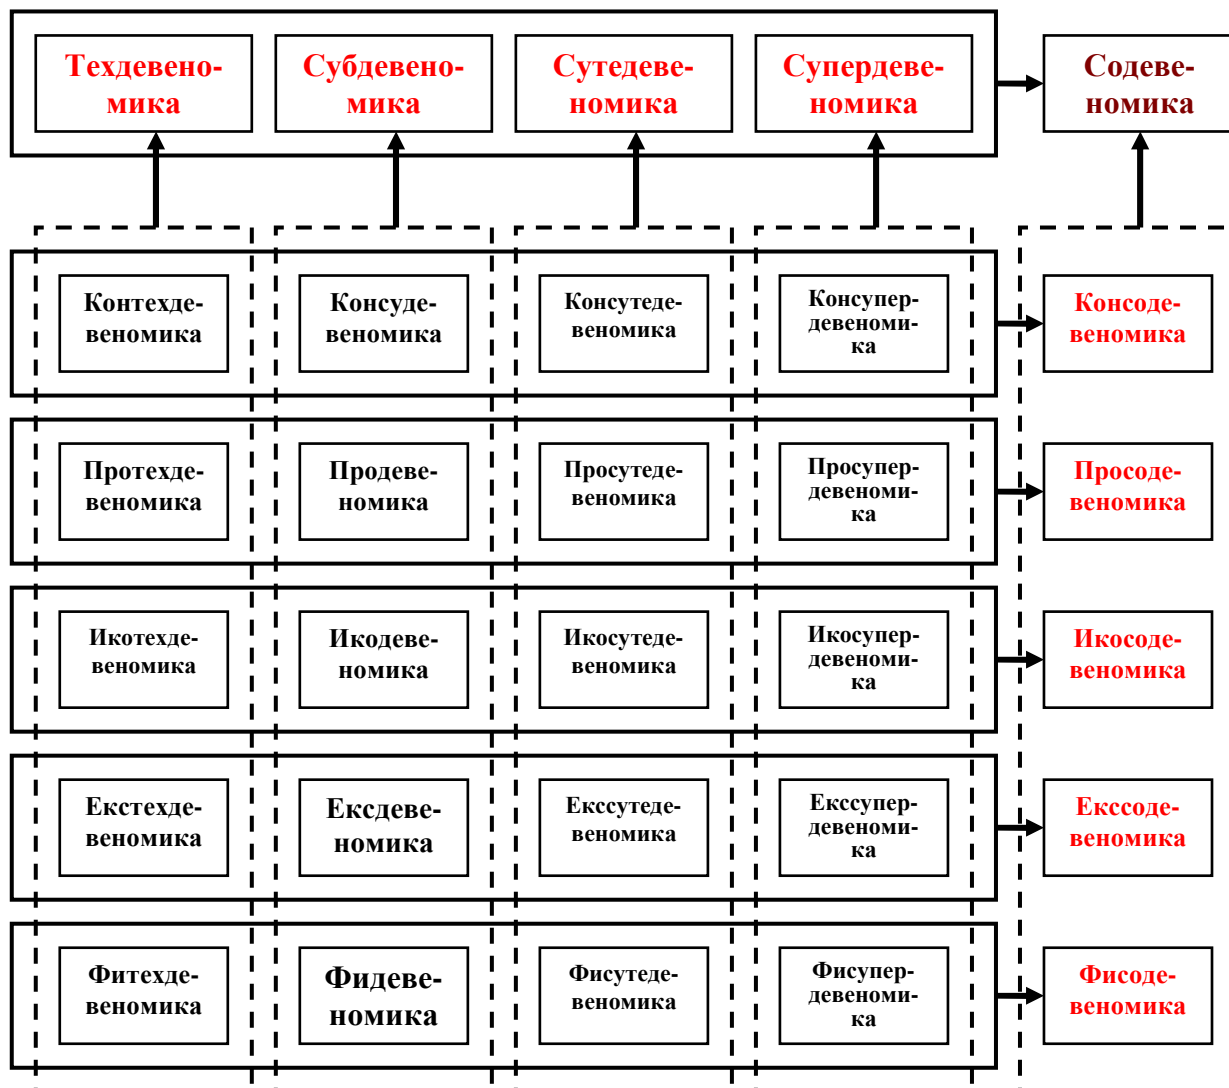 Техдевено-
мика
Субдевено-
мика
Сутедеве-
номика
Супердеве-
номика
Содеве-
номика
Контехде-
веномика
Консуде-
веномика
Консутеде-
веномика
Консупер-
девеноми-
ка
Консоде-
веномика
Протехде-
веномика
Продеве-
номика
Просутеде-
веномика
Просупер-
девеноми-
ка
Просоде-
веномика
Икотехде-
веномика
Икодеве-
номика
Икосутеде-
веномика
Икосупер-
девеноми-
ка
Икосоде-
веномика
Екстехде-
веномика
Ексдеве-
номика
Екссутеде-
веномика
Екссупер-
девеноми-
ка
Екссоде-
веномика
Фитехде-
веномика
Фидеве-
номика
Фисутеде-
веномика
Фисупер-
девеноми-
ка
Фисоде-
веномика